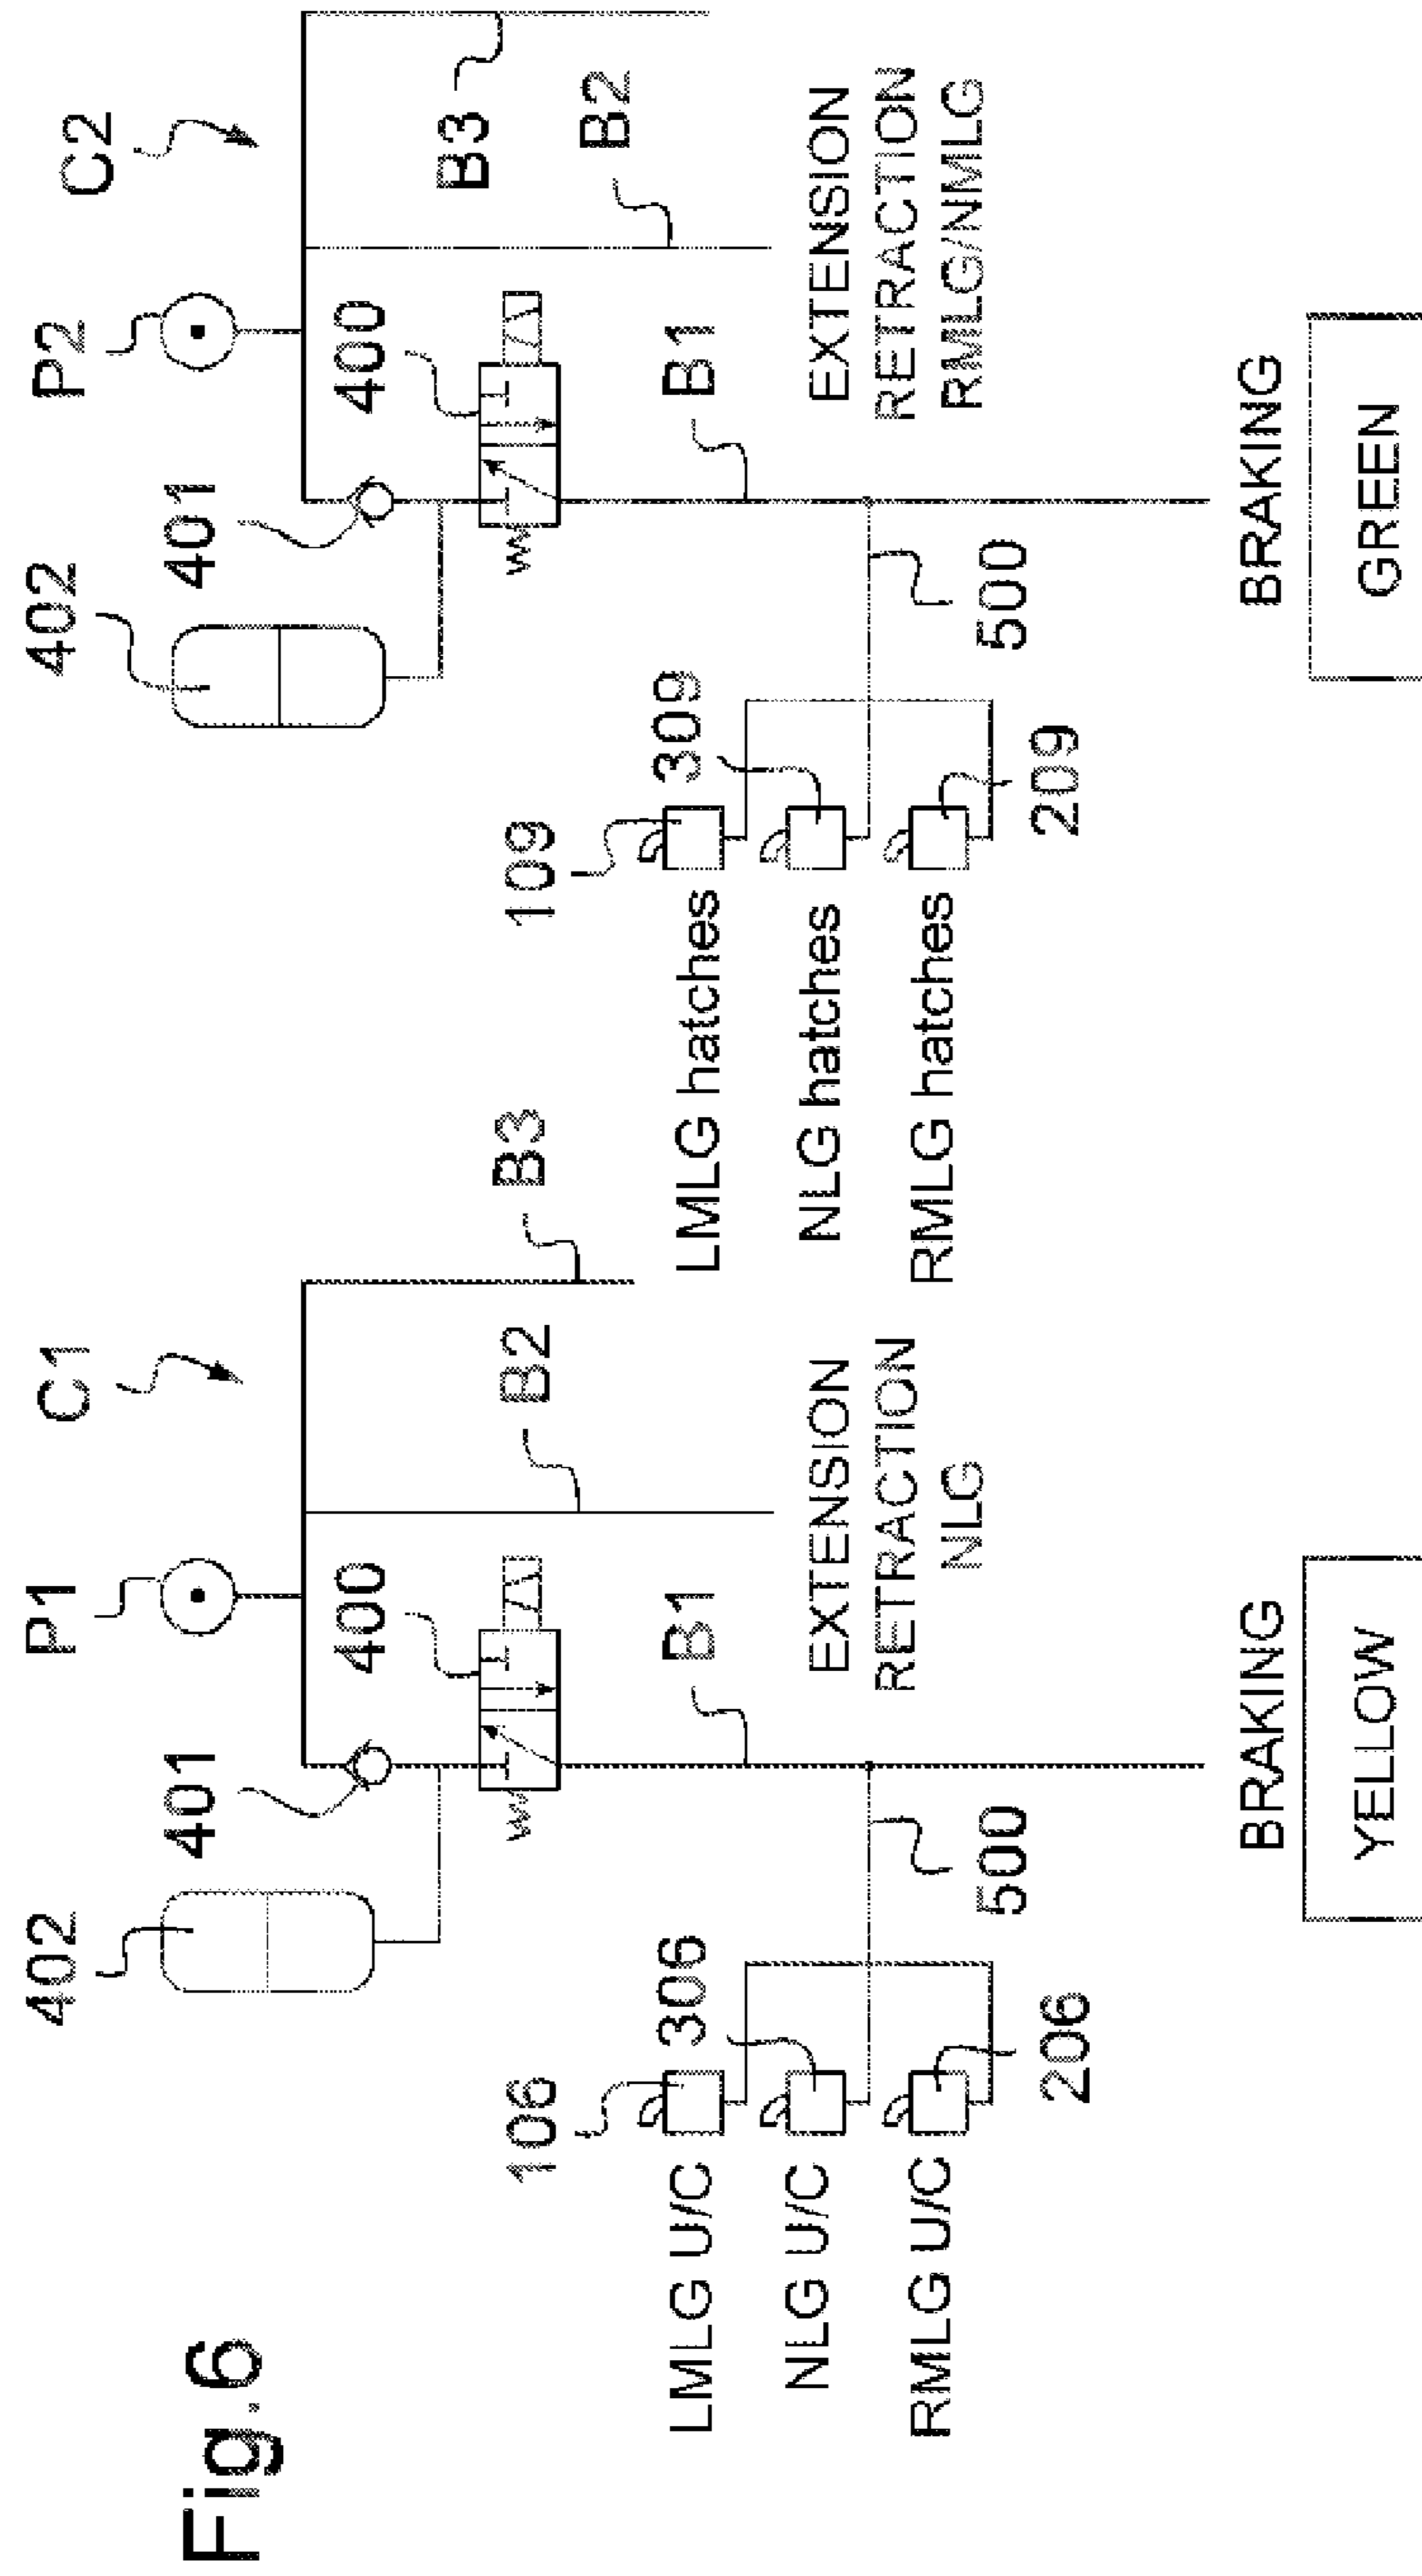 Fig.6
402
401
P1
C1
400
B1
B2
B3
106
306
206
500
LMLG U/C
NLG U/C
RMLG U/C
EXTENSION
RETRACTION
NLG
BRAKING
YELLOW
402
401
P2
C2
400
B1
B2
B3
109
309
209
500
LMLG hatches
NLG hatches
RMLG hatches
EXTENSION
RETRACTION
RMLG/NMLG
BRAKING
GREEN